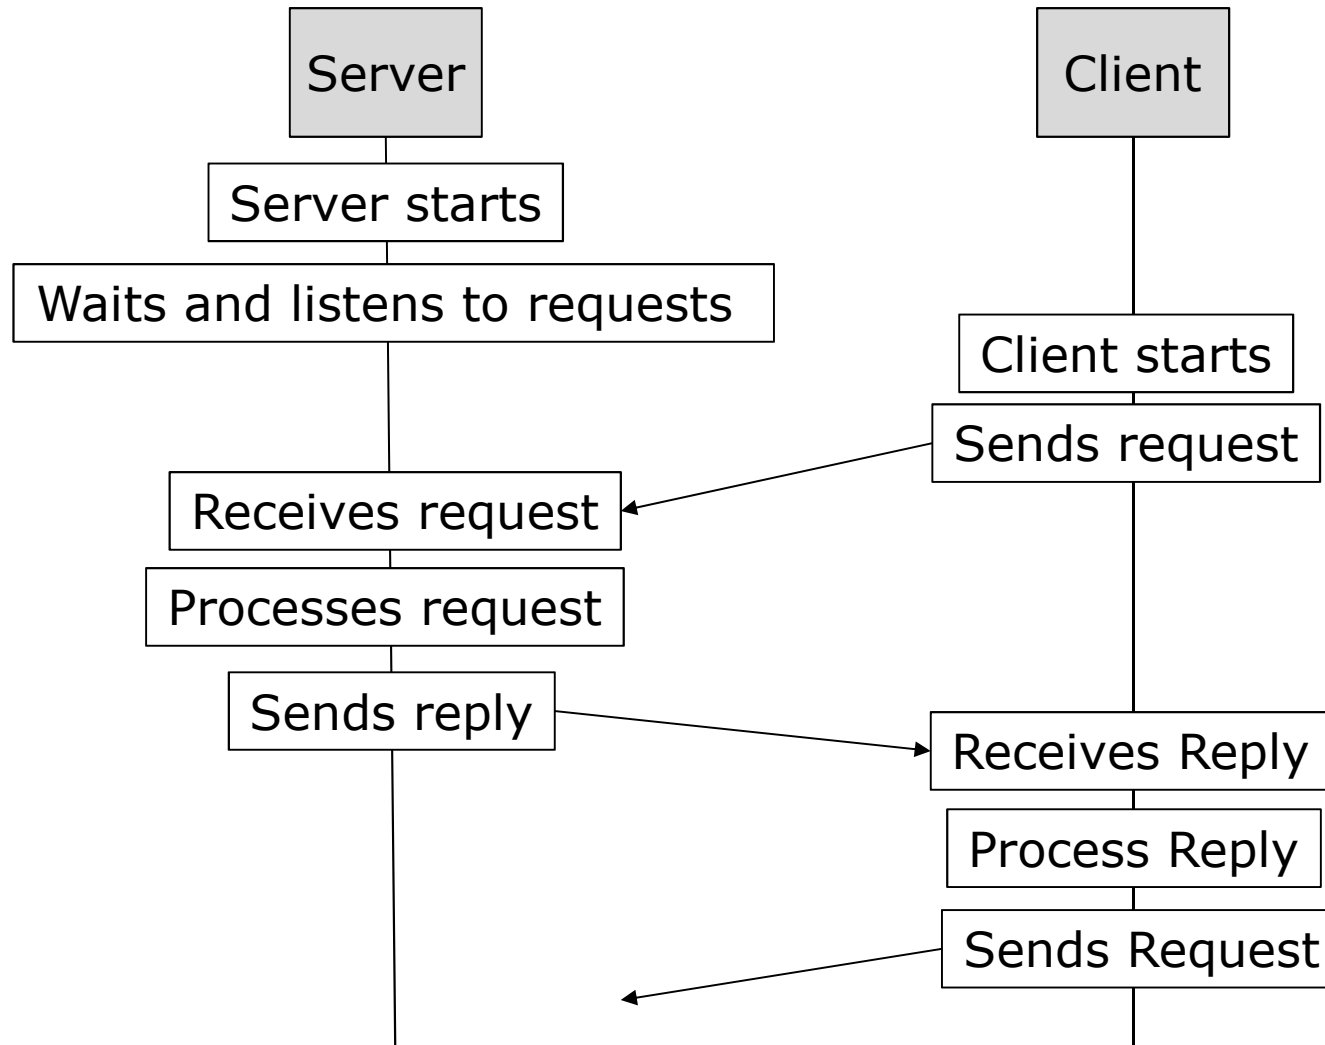 Server
Client
Server starts
Waits and listens to requests
Client starts
Sends request
Receives request
Processes request
Sends reply
Receives Reply
Process Reply
Sends Request